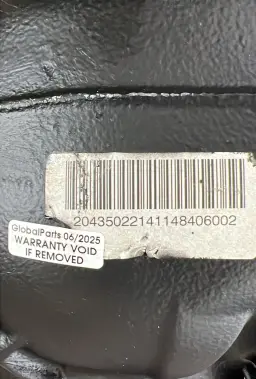 20435022141148406002
GlobalParts 06/2025
WARRANTY VOID
IF REMOVED